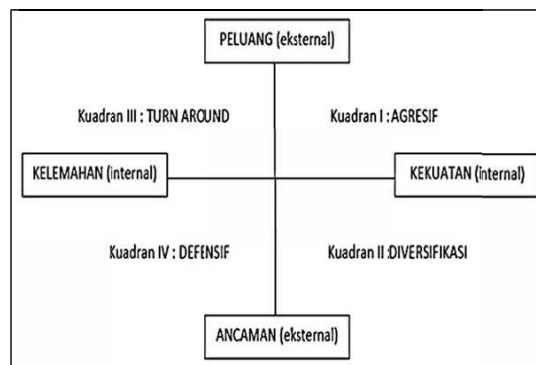 PELUANG (eksternal)
Kuadran III : TURN AROUND
Kuadran I : AGRESIF
KELEMAHAN (internal)
KEKUATAN (internal)
Kuadran IV : DEFENSIF
Kuadran II :DIVERSIFIKASI
ANCAMAN (eksternal)